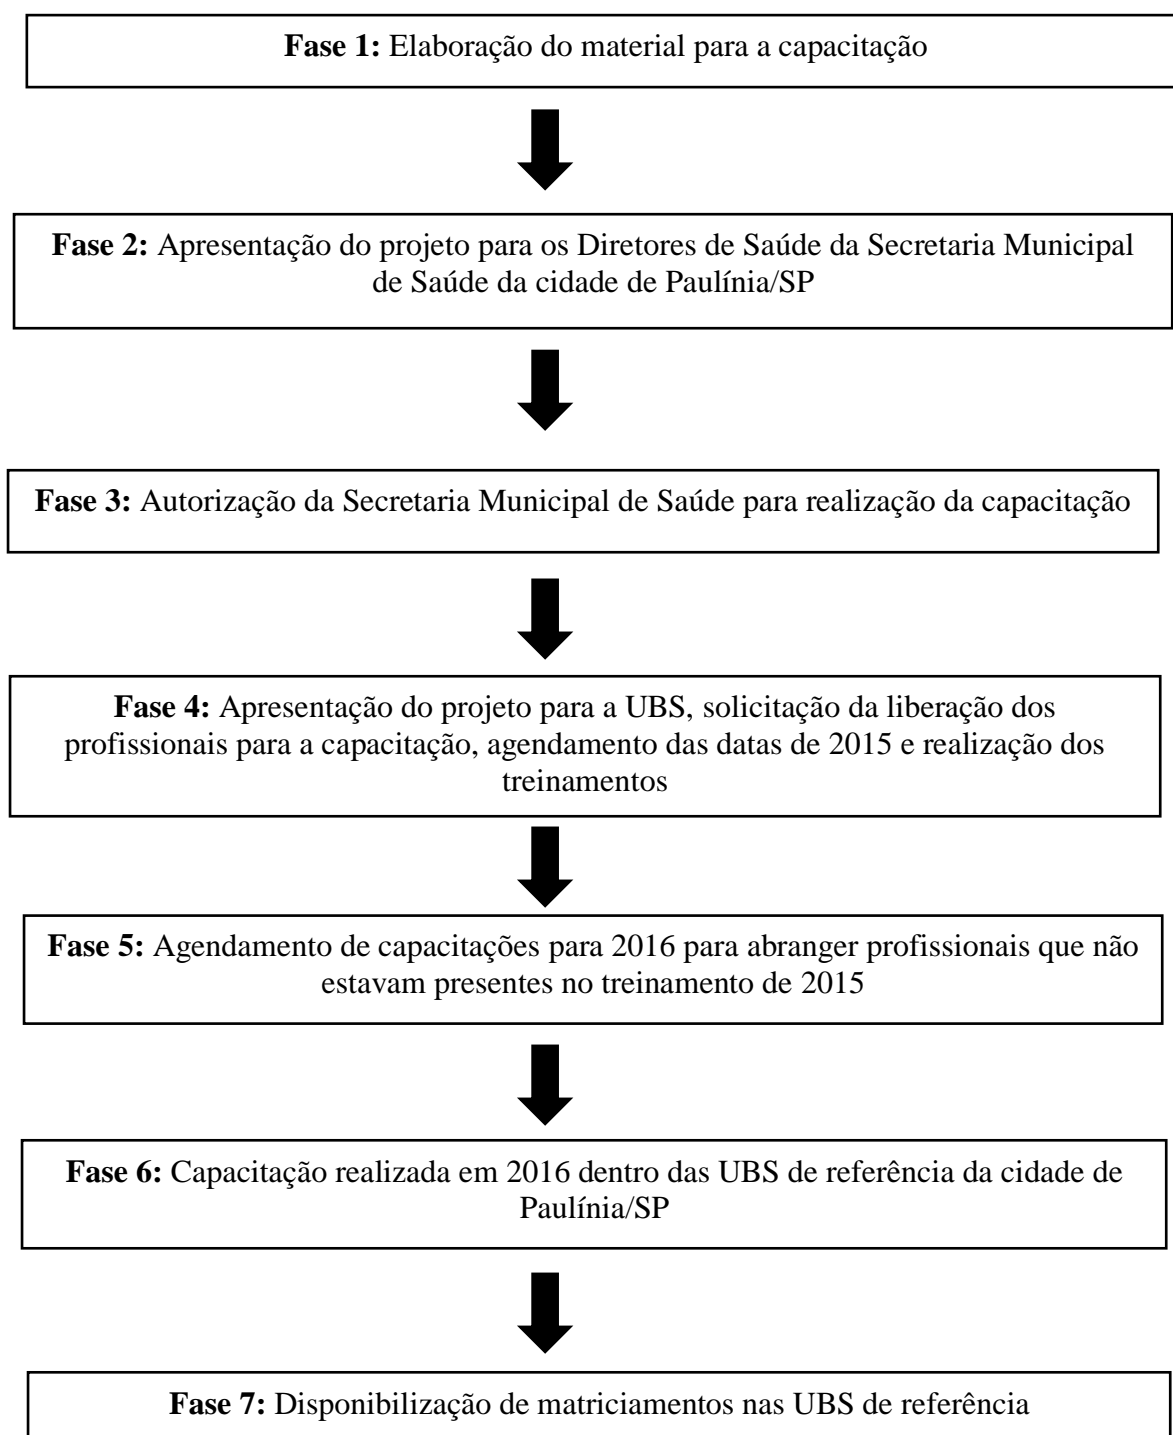 Fase 1: Elaboração do material para a capacitação
Fase 2: Apresentação do projeto para os Diretores de Saúde da Secretaria Municipal
de Saúde da cidade de Paulínia/SP
Fase 3: Autorização da Secretaria Municipal de Saúde para realização da capacitação
Fase 4: Apresentação do projeto para a UBS, solicitação da liberação dos
profissionais para a capacitação, agendamento das datas de 2015 e realização dos
treinamentos
Fase 5: Agendamento de capacitações para 2016 para abranger profissionais que não
estavam presentes no treinamento de 2015
Fase 6: Capacitação realizada em 2016 dentro das UBS de referência da cidade de
Paulínia/SP
Fase 7: Disponibilização de matriciamentos nas UBS de referência